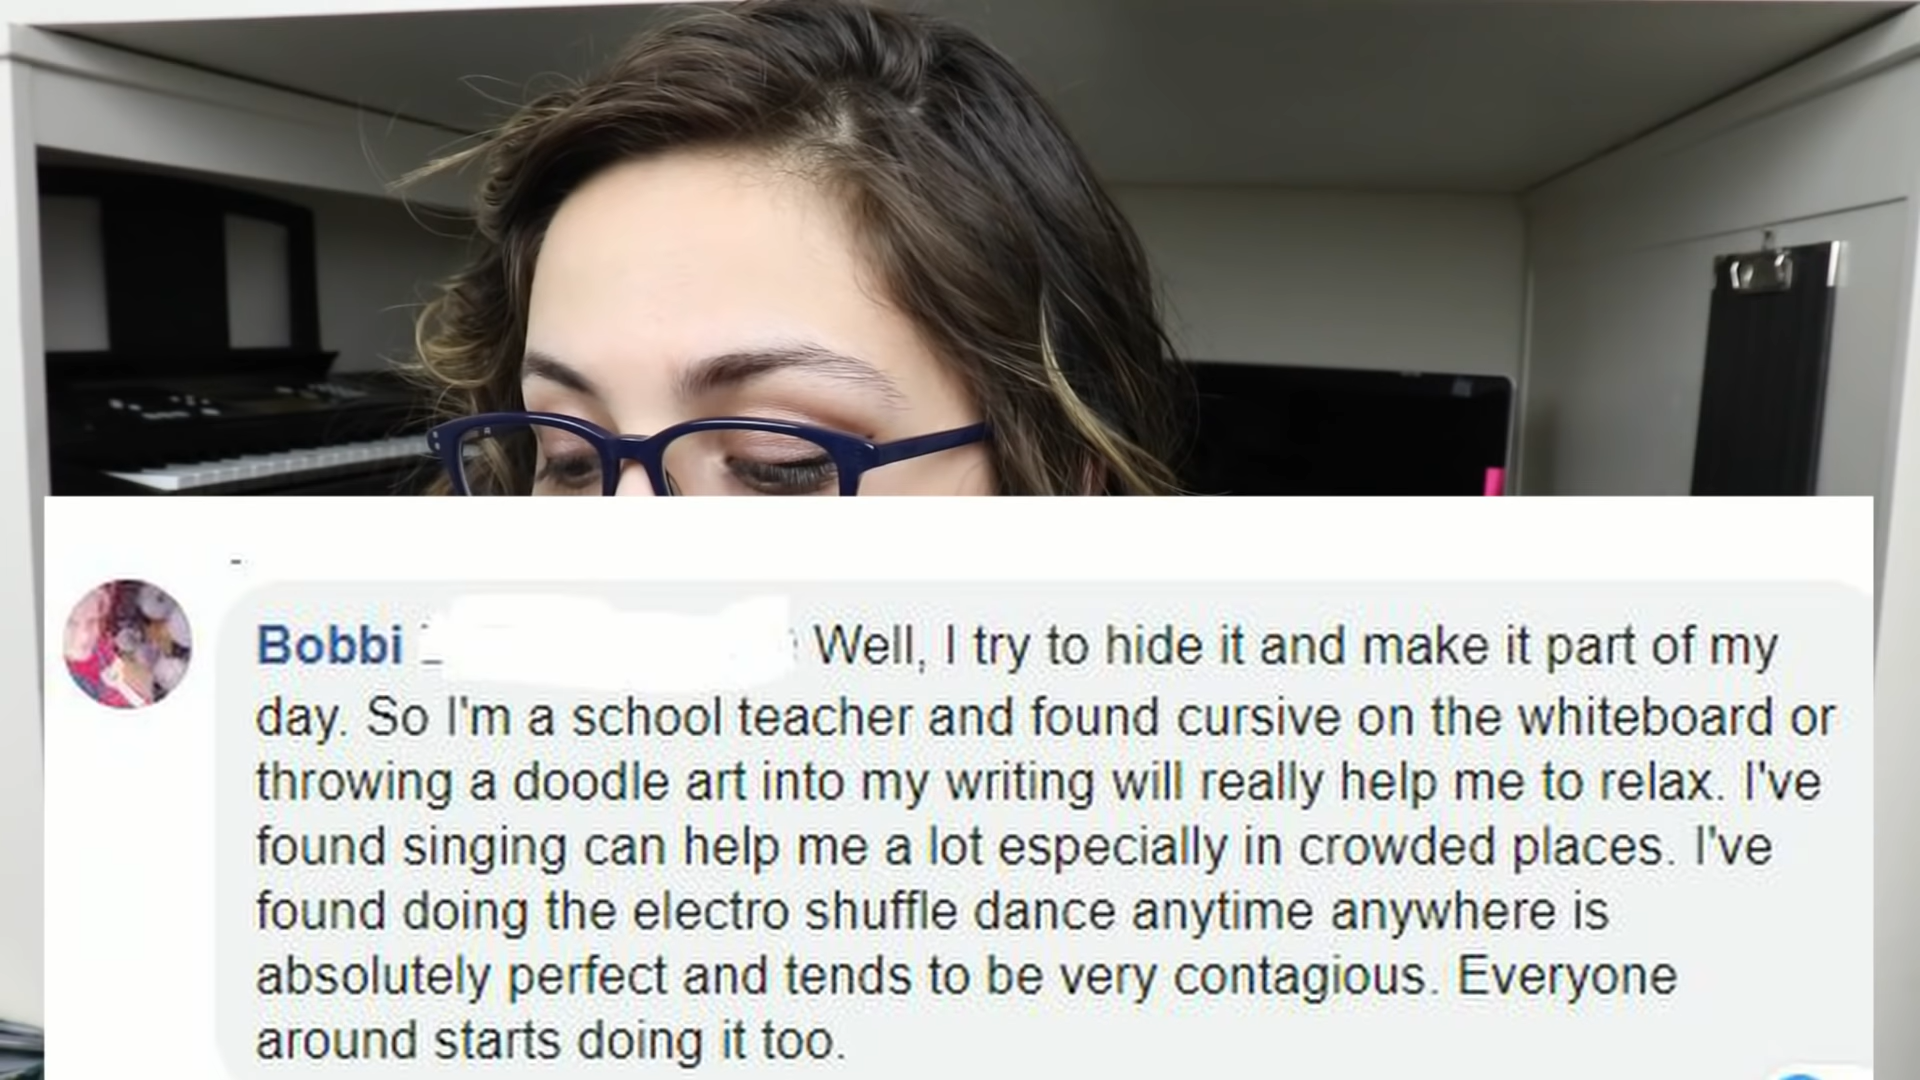 Bobbi Well, I try to hide it and make it part of my
day. So I'm a school teacher and found cursive on the whiteboard or
throwing a doodle art into my writing will really help me to relax. I've
found singing can help me a lot especially in crowded places. I've
found doing the electro shuffle dance anytime anywhere is
absolutely perfect and tends to be very contagious. Everyone
around starts doing it too.